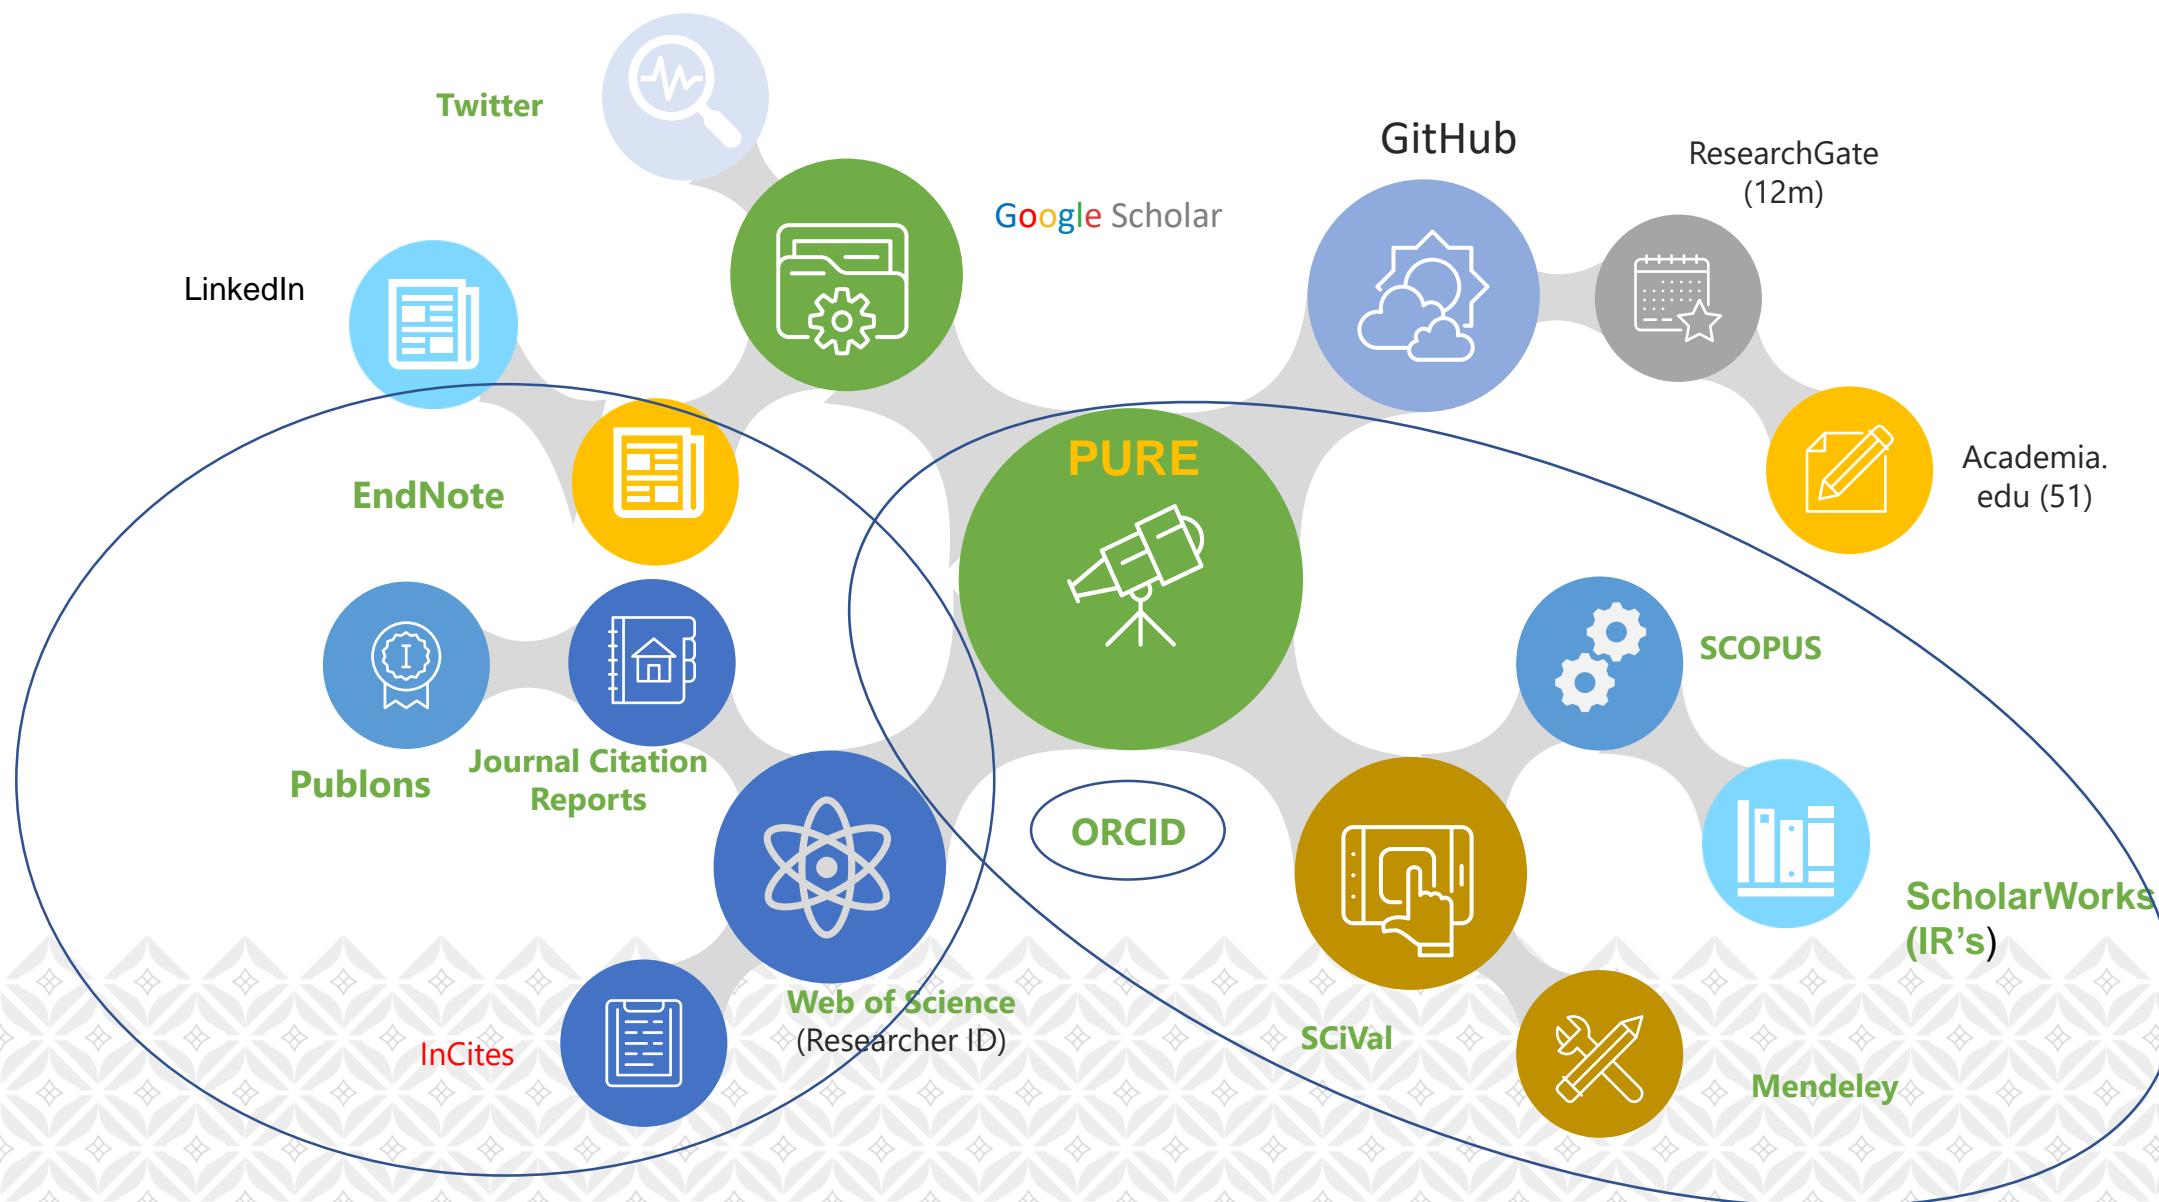 Twitter
GitHub
ResearchGate
(12m)
Google Scholar
LinkedIn
PURE
Academia.
edu (51)
EndNote
SCOPUS
Journal Citation
Reports
Publons
ORCID
ScholarWorks
(IR’s)
Web of Science
(Researcher ID)
SCiVal
InCites
Mendeley